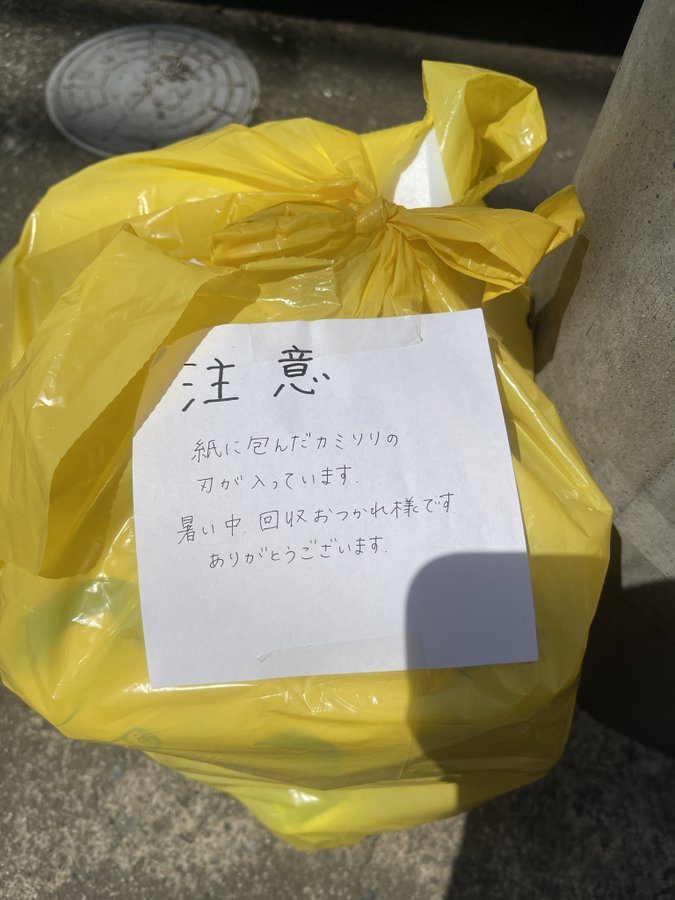 注意
紙に包んだカミソリの
刃が入っています.
暑い中.回収おつかれ様です.
ありがとうございます.